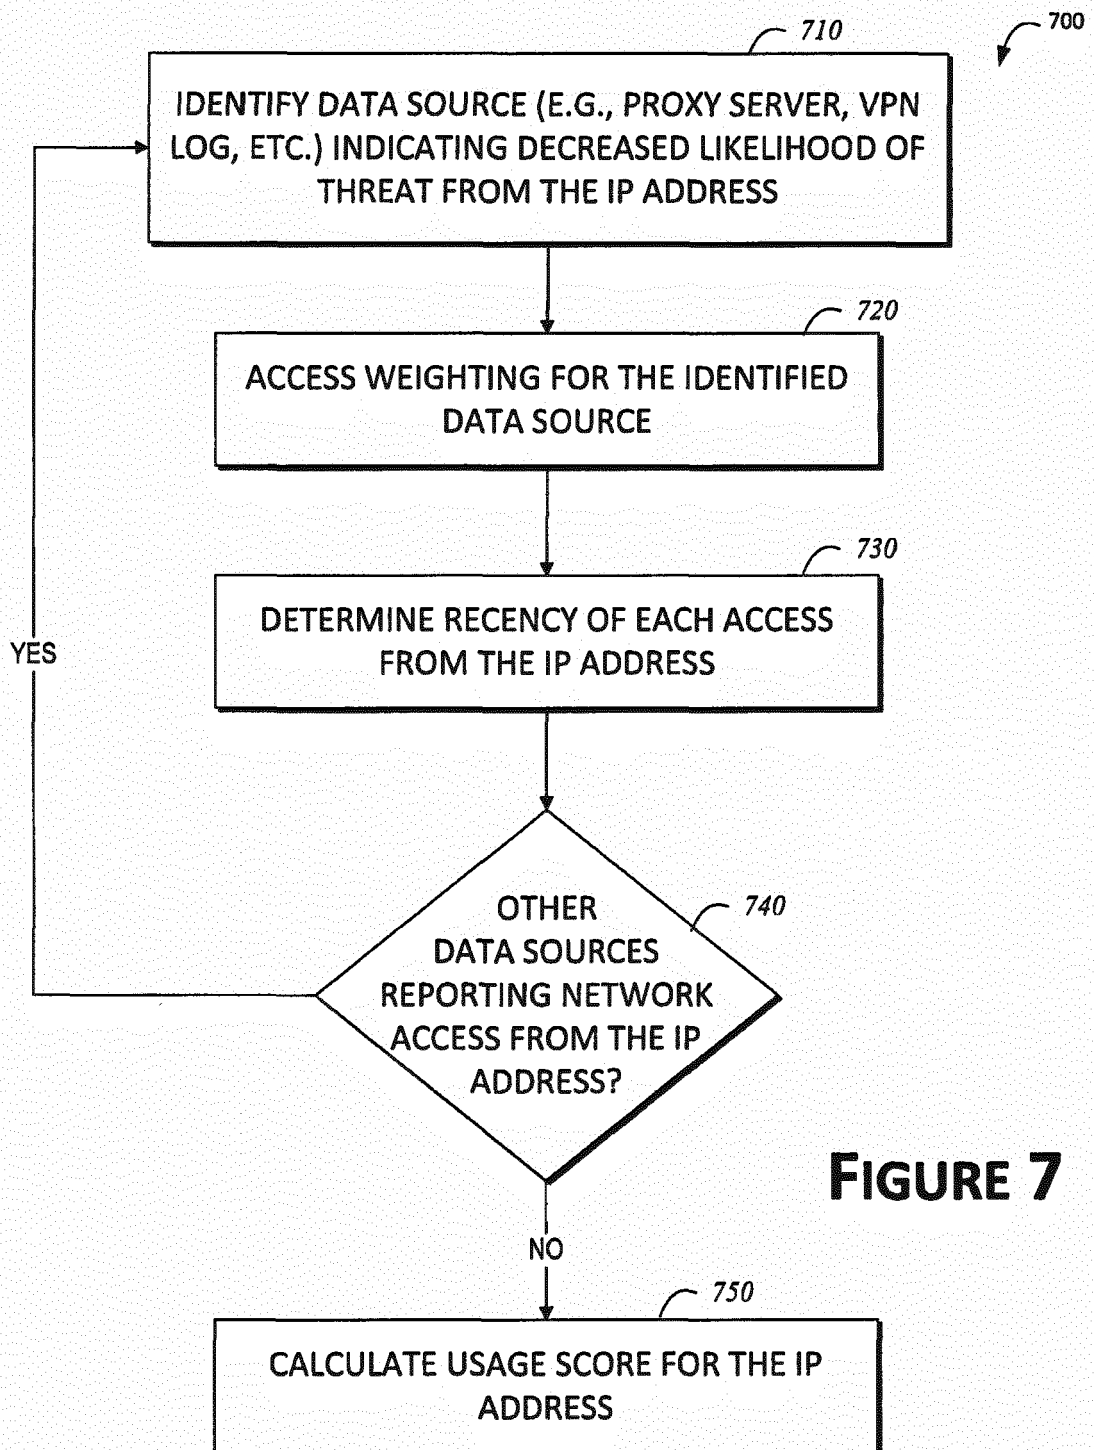 710
700
IDENTIFY DATA SOURCE (E.G., PROXY SERVER, VPN
LOG, ETC.) INDICATING DECREASED LIKELIHOOD OF
THREAT FROM THE IP ADDRESS
720
ACCESS WEIGHTING FOR THE IDENTIFIED
DATA SOURCE
730
DETERMINE RECENCY OF EACH ACCESS
FROM THE IP ADDRESS
YES
740
OTHER
DATA SOURCES
REPORTING NETWORK
ACCESS FROM THE IP
ADDRESS?
FIGURE 7
NO
750
CALCULATE USAGE SCORE FOR THE IP
ADDRESS